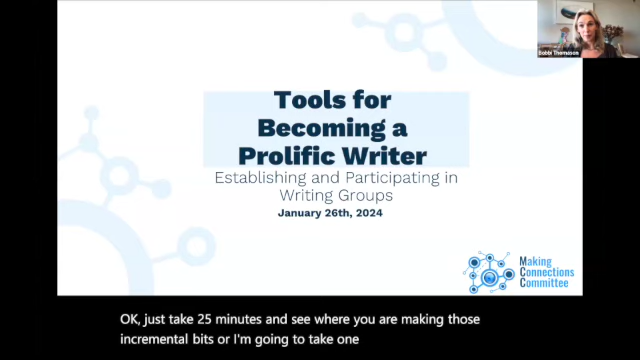 Bobbi Thomason
Tools for
Becoming a
Prolific Writer
Establishing and Participating in
Writing Groups
January 26th, 2024
Making
Connections
Committee
OK, just take 25 minutes and see where you are making those
incremental bits or I'm going to take one